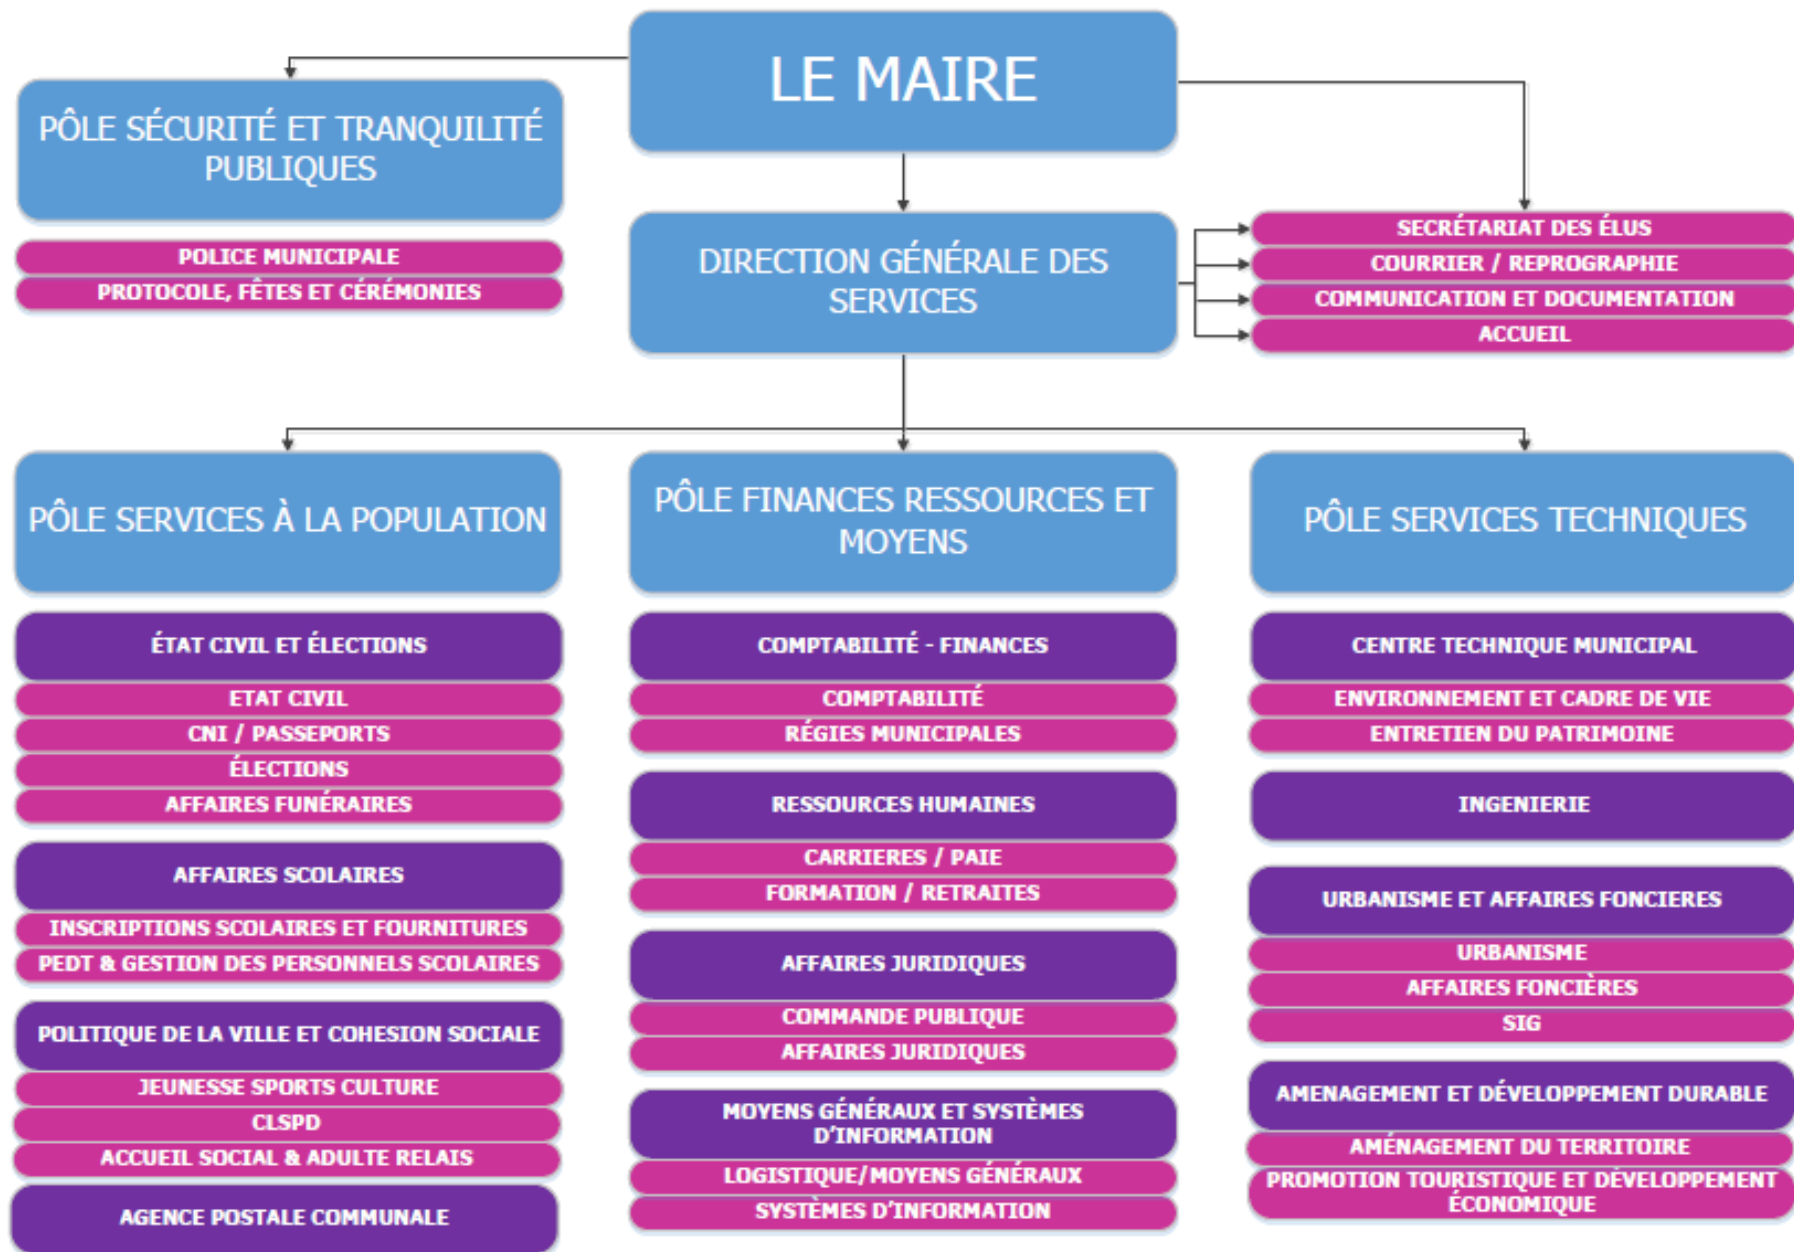 LE MAIRE
PÔLE SÉCURITÉ ET TRANQUILITÉ
PUBLIQUES
POLICE MUNICIPALE
PROTOCOLE, FÊTES ET CÉRÉMONIES
DIRECTION GÉNÉRALE DES
SERVICES
SECRÉTARIAT DES ÉLUS
COURRIER / REPROGRAPHIE
COMMUNICATION ET DOCUMENTATION
ACCUEIL
PÔLE SERVICES À LA POPULATION
ÉTAT CIVIL ET ÉLECTIONS
ETAT CIVIL
CNI / PASSEPORTS
ÉLECTIONS
AFFAIRES FUNÉRAIRES
AFFAIRES SCOLAIRES
INSCRIPTIONS SCOLAIRES ET FOURNITURES
PEDT & GESTION DES PERSONNELS SCOLAIRES
POLITIQUE DE LA VILLE ET COHESION SOCIALE
JEUNESSE SPORTS CULTURE
CLSPD
ACCUEIL SOCIAL & ADULTE RELAIS
AGENCE POSTALE COMMUNALE
PÔLE FINANCES RESSOURCES ET
MOYENS
COMPTABILITÉ - FINANCES
COMPTABILITÉ
RÉGIES MUNICIPALES
RESSOURCES HUMAINES
CARRIERES / PAIE
FORMATION / RETRAITES
AFFAIRES JURIDIQUES
COMMANDE PUBLIQUE
AFFAIRES JURIDIQUES
MOYENS GÉNÉRAUX ET SYSTÈMES
D'INFORMATION
LOGISTIQUE/MOYENS GÉNÉRAUX
SYSTÈMES D'INFORMATION
PÔLE SERVICES TECHNIQUES
CENTRE TECHNIQUE MUNICIPAL
ENVIRONNEMENT ET CADRE DE VIE
ENTRETIEN DU PATRIMOINE
INGENIERIE
URBANISME ET AFFAIRES FONCIERES
URBANISME
AFFAIRES FONCIÈRES
SIG
AMENAGEMENT ET DÉVELOPPEMENT DURABLE
AMÉNAGEMENT DU TERRITOIRE
PROMOTION TOURISTIQUE ET DÉVELOPPEMENT
ÉCONOMIQUE